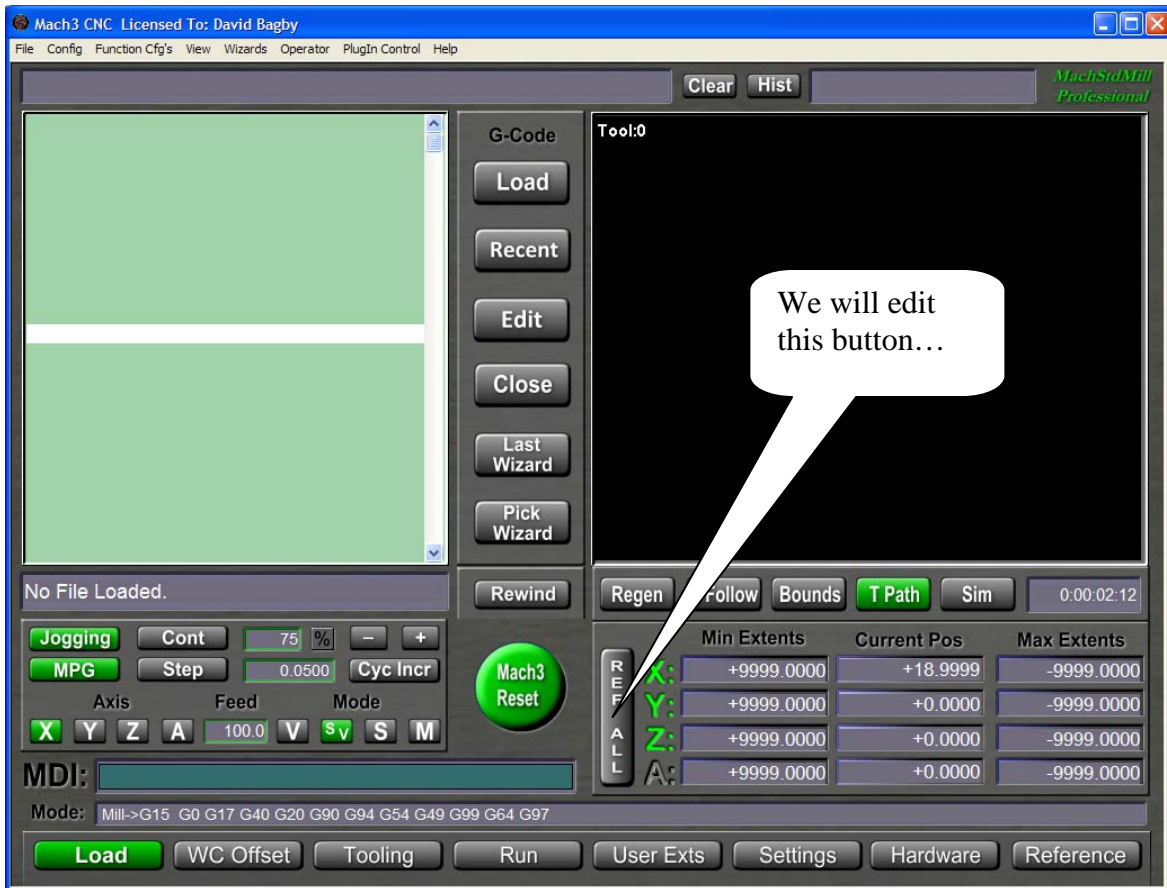 Mach3 CNC Licensed To: David Bagby
File Config Function Cfg's View Wizards Operator PlugIn Control Help
Clear Hist
MachStdMill
Professional
G-Code
Tool:0
Load
Recent
Edit
Close
Last
Wizard
Pick
Wizard
We will edit
this button…
No File Loaded.
Rewind
Regen Follow Bounds T Path Sim 0:00:02:12
Jogging Cont 75 % - +
MPG Step 0.0500 Cyc Incr
Axis Feed Mode
X Y Z A 100.0 V SV S M
Mach3
Reset
Min Extents Current Pos Max Extents
REF ALL
X: +9999.0000 +18.9999 -9999.0000
Y: +9999.0000 +0.0000 -9999.0000
Z: +9999.0000 +0.0000 -9999.0000
A: +9999.0000 +0.0000 -9999.0000
MDI:
Mode: Mill->G15 G0 G17 G40 G20 G90 G94 G54 G49 G99 G64 G97
Load WC Offset Tooling Run User Exts Settings Hardware Reference